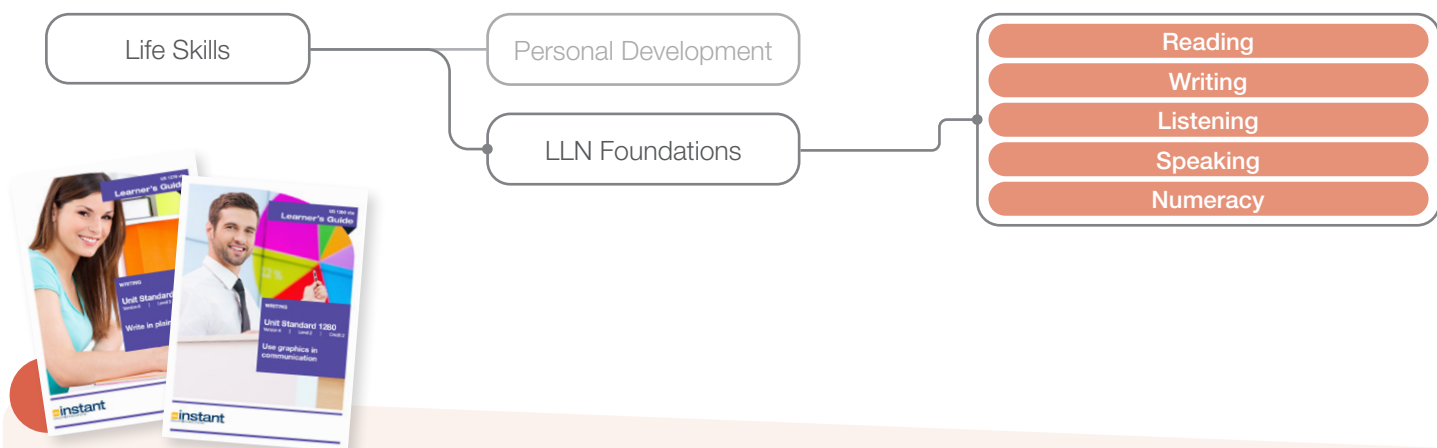 Life Skills
Personal Development
LLN Foundations
Reading
Writing
Listening
Speaking
Numeracy
Learner's Guide
WRITING
Unit Standard
Write in plain
instant
Learner's Guide
WRITING
Unit Standard 1280
Use graphics in
communication
instant